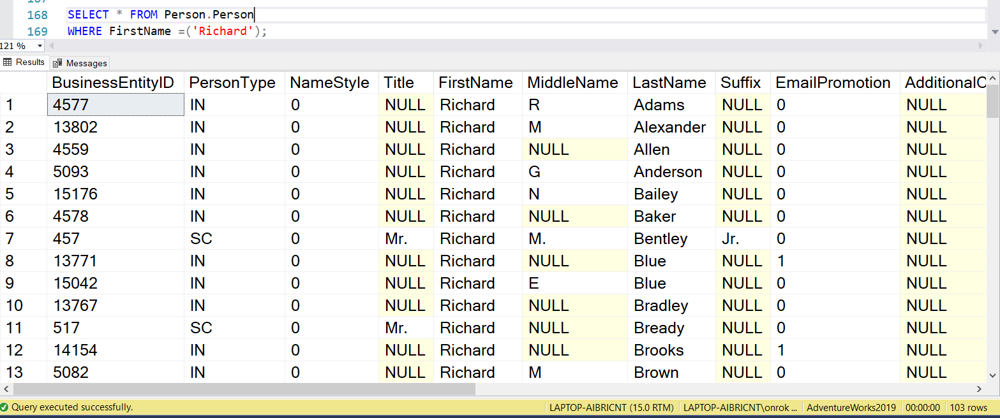 167
168 SELECT * FROM Person.Person
169 WHERE FirstName =('Richard');
121 %
Results Messages
BusinessEntityID PersonType NameStyle Title FirstName MiddleName LastName Suffix EmailPromotion AdditionalC
1 4577 IN 0 NULL Richard R Adams NULL 0 NULL
2 13802 IN 0 NULL Richard M Alexander NULL 0 NULL
3 4559 IN 0 NULL Richard NULL Allen NULL 0 NULL
4 5093 IN 0 NULL Richard G Anderson NULL 0 NULL
5 15176 IN 0 NULL Richard N Bailey NULL 0 NULL
6 4578 IN 0 NULL Richard NULL Baker NULL 0 NULL
7 457 SC 0 Mr. Richard M. Bentley Jr. 0 NULL
8 13771 IN 0 NULL Richard NULL Blue NULL 1 NULL
9 15042 IN 0 NULL Richard E Blue NULL 0 NULL
10 13767 IN 0 NULL Richard NULL Bradley NULL 0 NULL
11 517 SC 0 Mr. Richard NULL Bready NULL 0 NULL
12 14154 IN 0 NULL Richard NULL Brooks NULL 1 NULL
13 5082 IN 0 NULL Richard M Brown NULL 0 NULL
Query executed successfully. LAPTOP-AIBRICNT (15.0 RTM) LAPTOP-AIBRICNT\onrok ... AdventureWorks2019 00:00:00 103 rows